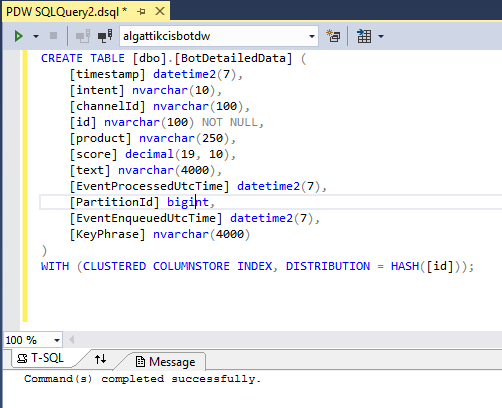 PDW SQLQuery2.dsql *
algattikcisbotdw
CREATE TABLE [dbo].[BotDetailedData] (
[timestamp] datetime2(7),
[intent] nvarchar(10),
[channelId] nvarchar(100),
[id] nvarchar(100) NOT NULL,
[product] nvarchar(250),
[score] decimal(19, 10),
[text] nvarchar(4000),
[EventProcessedUtcTime] datetime2(7),
[PartitionId] bigint,
[EventEnqueuedUtcTime] datetime2(7),
[KeyPhrase] nvarchar(4000)
)
WITH (CLUSTERED COLUMNSTORE INDEX, DISTRIBUTION = HASH([id]));
100 %
T-SQL Message
Command(s) completed successfully.